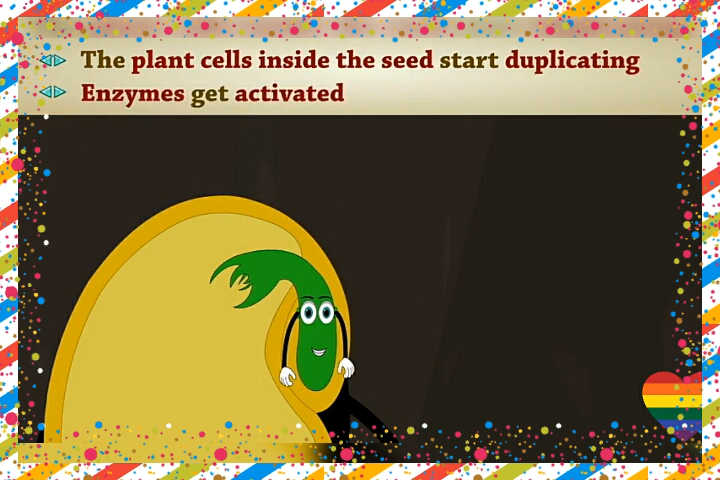 The plant cells inside the seed start duplicating
Enzymes get activated